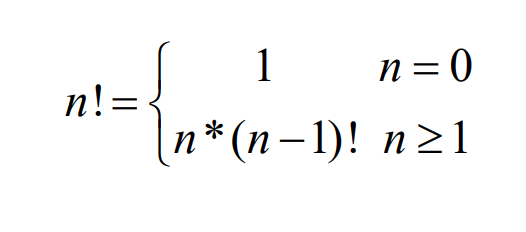 1 n = 0
n! =
n * (n − 1)! n ≥ 1